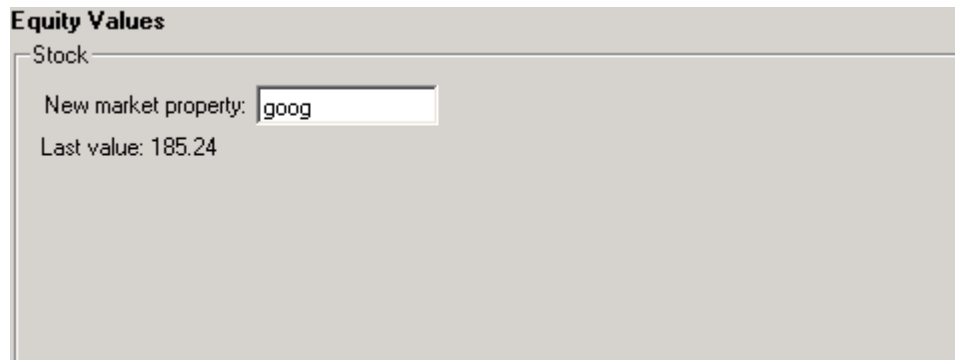 Equity Values
Stock
New market property: goog
Last value: 185.24